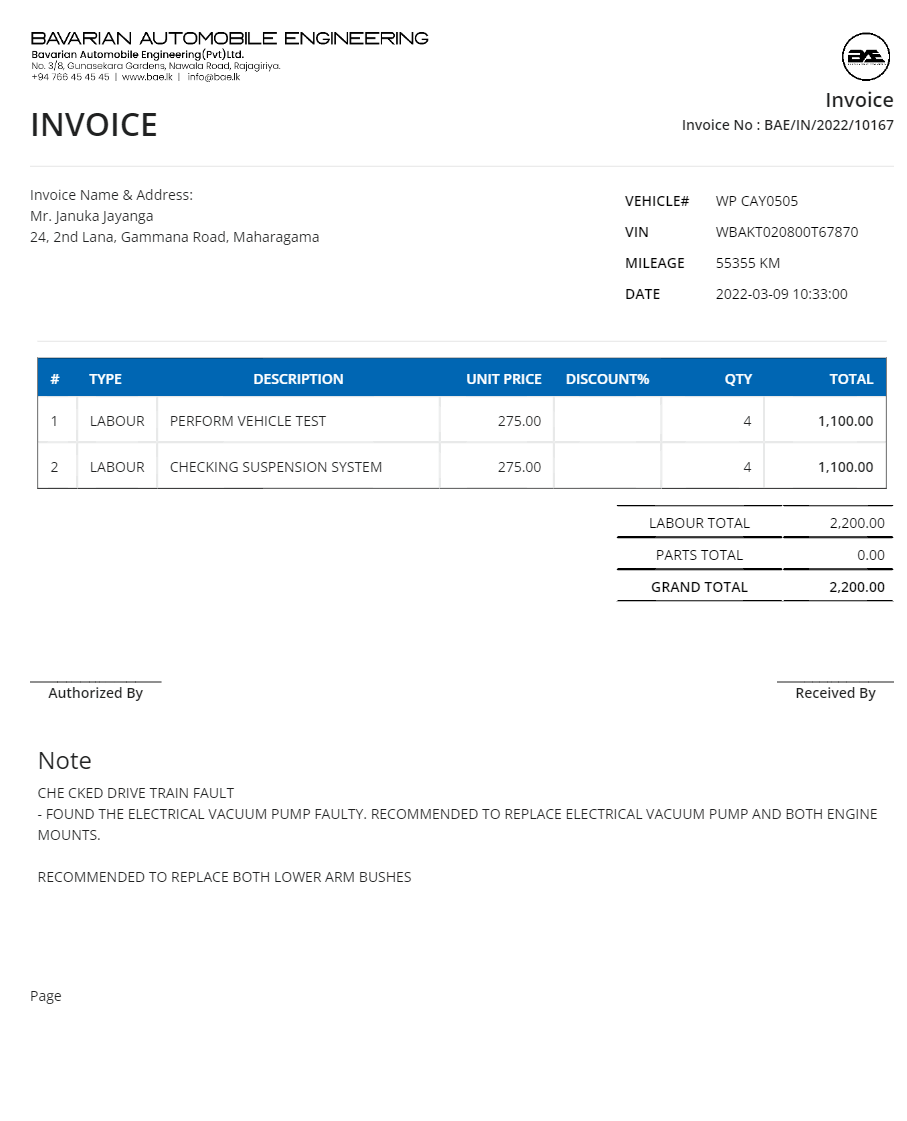 BAVARIAN AUTOMOBILE ENGINEERING
Bavarian Automobile Engineering(Pvt)Ltd.
No. 3/8, Gunasekara Gardens, Nawala Road, Rajagiriya.
+94 766 45 45 45 | www.bae.lk | info@bae.lk
BAE
Invoice
INVOICE
Invoice No : BAE/IN/2022/10167
Invoice Name & Address:
Mr. Januka Jayanga
24, 2nd Lana, Gammana Road, Maharagama
VEHICLE# WP CAY0505
VIN WBAKT020800T67870
MILEAGE 55355 KM
DATE 2022-03-09 10:33:00
# TYPE DESCRIPTION UNIT PRICE DISCOUNT% QTY TOTAL
1 LABOUR PERFORM VEHICLE TEST 275.00 4 1,100.00
2 LABOUR CHECKING SUSPENSION SYSTEM 275.00 4 1,100.00
LABOUR TOTAL 2,200.00
PARTS TOTAL 0.00
GRAND TOTAL 2,200.00
Authorized By Received By
Note
CHE CKED DRIVE TRAIN FAULT
- FOUND THE ELECTRICAL VACUUM PUMP FAULTY. RECOMMENDED TO REPLACE ELECTRICAL VACUUM PUMP AND BOTH ENGINE
MOUNTS.
RECOMMENDED TO REPLACE BOTH LOWER ARM BUSHES
Page